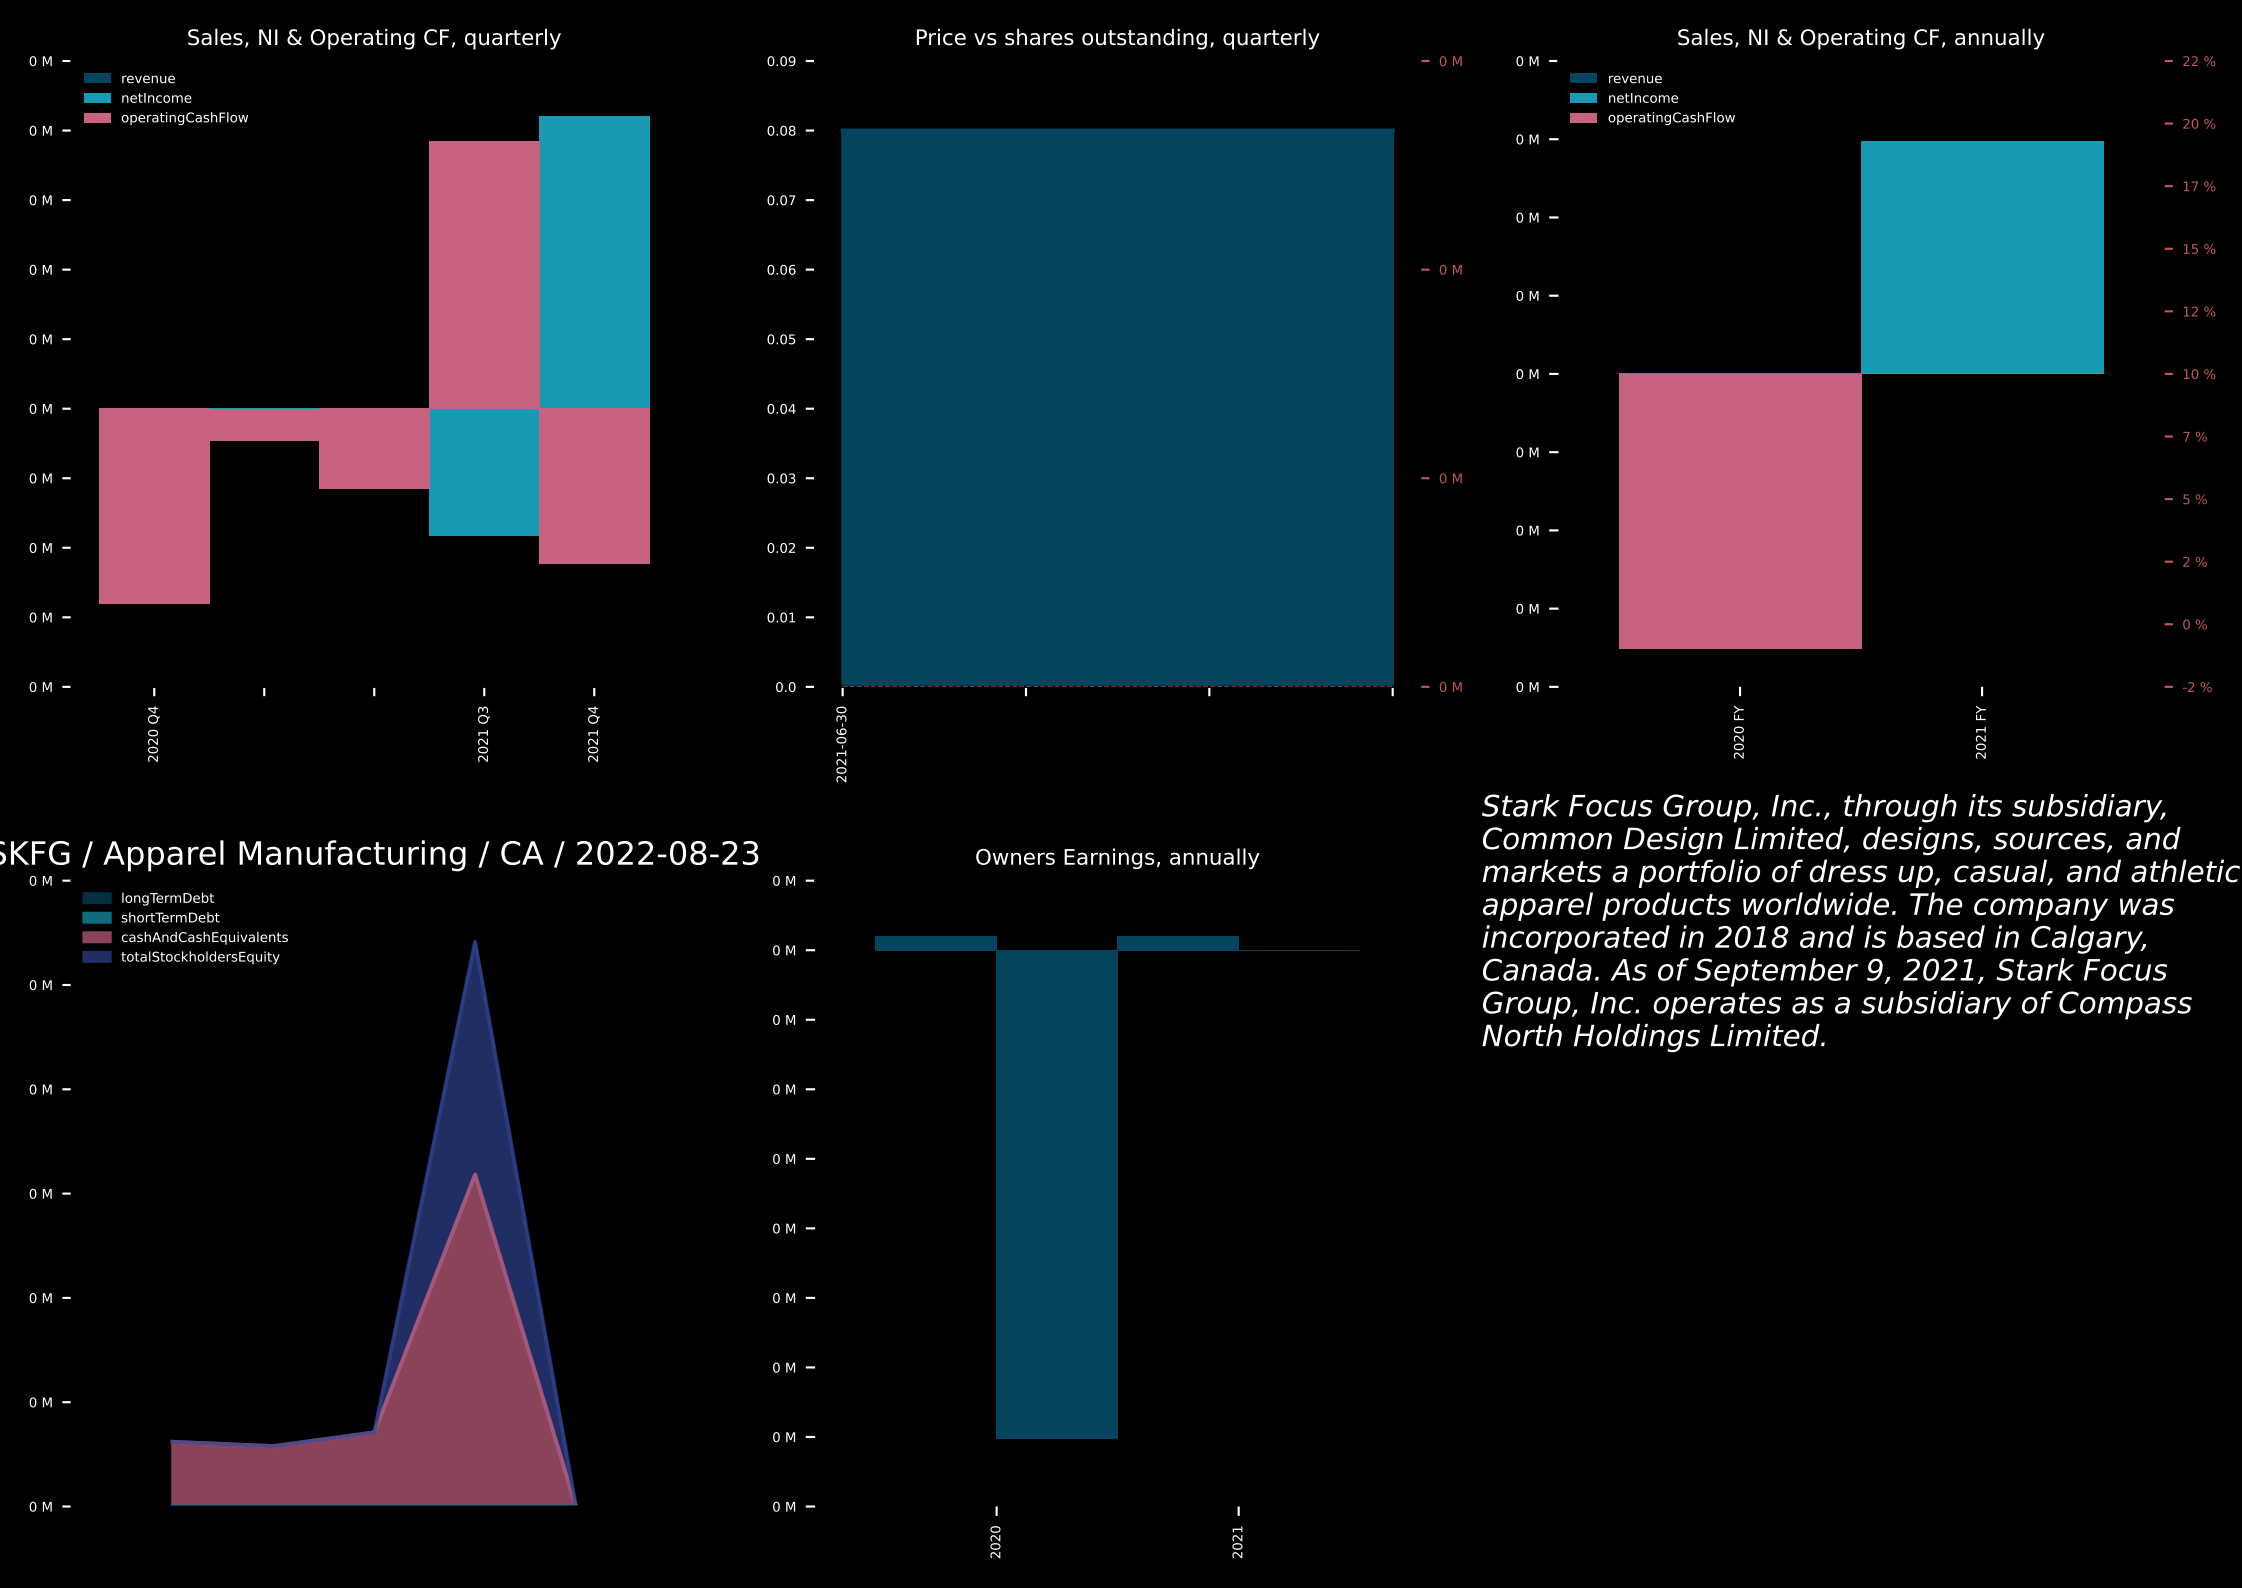 Sales, NI & Operating CF, quarterly
0 M
0 M
0 M
0 M
0 M
0 M
0 M
0 M
0 M
0 M
revenue
netIncome
operatingCashFlow
2020 Q4
2021 Q3
2021 Q4
Price vs shares outstanding, quarterly
0.09
0.08
0.07
0.06
0.05
0.04
0.03
0.02
0.01
0.0
0 M
0 M
0 M
0 M
2021-06-30
Sales, NI & Operating CF, annually
0 M
0 M
0 M
0 M
0 M
0 M
0 M
0 M
0 M
revenue
netIncome
operatingCashFlow
22 %
20 %
17 %
15 %
12 %
10 %
7 %
5 %
2 %
0 %
-2 %
2020 FY
2021 FY
SKFG / Apparel Manufacturing / CA / 2022-08-23
0 M
0 M
0 M
0 M
0 M
0 M
0 M
longTermDebt
shortTermDebt
cashAndCashEquivalents
totalStockholdersEquity
Owners Earnings, annually
0 M
0 M
0 M
0 M
0 M
0 M
0 M
0 M
0 M
0 M
2020
2021
Stark Focus Group, Inc., through its subsidiary,
Common Design Limited, designs, sources, and
markets a portfolio of dress up, casual, and athletic
apparel products worldwide. The company was
incorporated in 2018 and is based in Calgary,
Canada. As of September 9, 2021, Stark Focus
Group, Inc. operates as a subsidiary of Compass
North Holdings Limited.